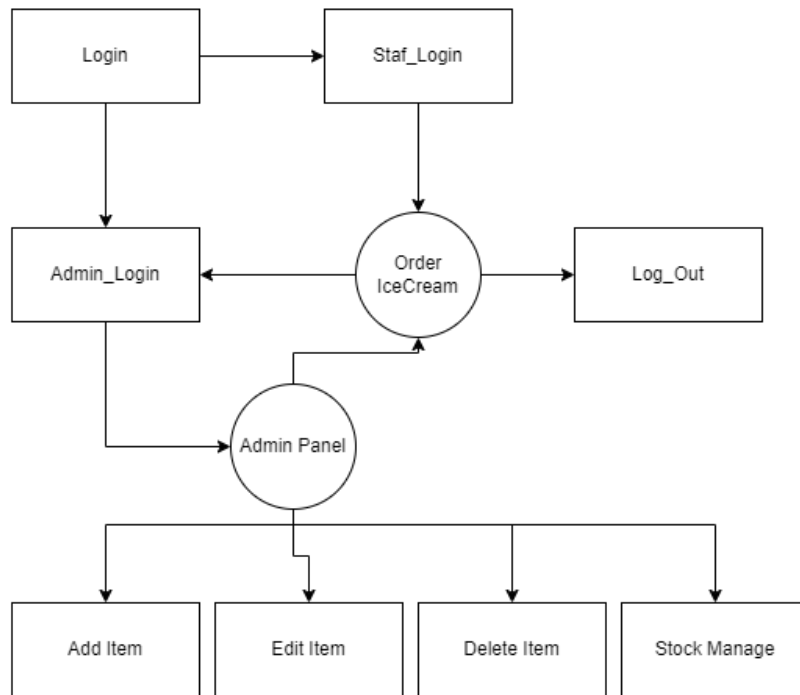 Login
Staf_Login
Admin_Login
Order
IceCream
Log_Out
Admin Panel
Add Item
Edit Item
Delete Item
Stock Manage